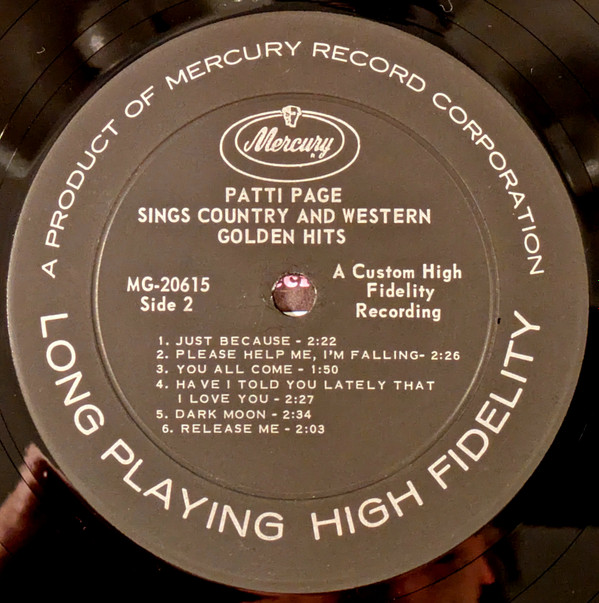 A PRODUCT OF MERCURY RECORD CORPORATION
Mercury
PATTI PAGE
SINGS COUNTRY AND WESTERN
GOLDEN HITS
MG-20615
Side 2
A Custom High
Fidelity
Recording
1. JUST BECAUSE - 2:22
2. PLEASE HELP ME, I'M FALLING- 2:26
3. YOU ALL COME - 1:50
4. HAVE I TOLD YOU LATELY THAT
I LOVE YOU - 2:27
5. DARK MOON - 2:34
6. RELEASE ME - 2:03
LONG PLAYING HIGH FIDELITY